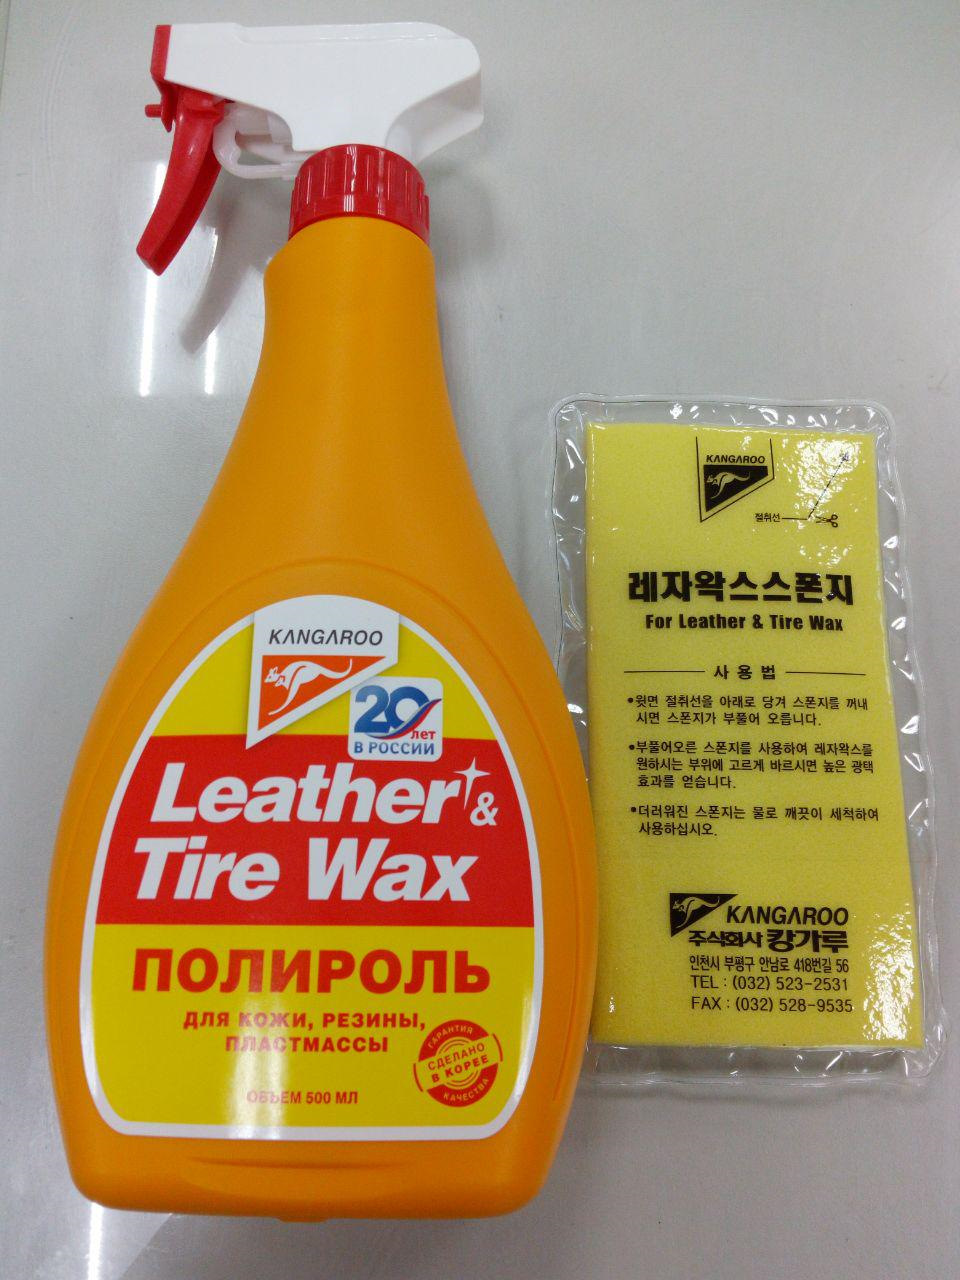 KANGAROO
20
лет
В РОССИИ
Leather &
Tire Wax
ПОЛИРОЛЬ
ДЛЯ КОЖИ, РЕЗИНЫ,
ПЛАСТМАССЫ
ОБЪЕМ 500 МЛ
ГАРАНТИЯ
СДЕЛАНО
В КОРЕЕ
КАЧЕСТВА
KANGAROO
절취선
레자왁스스폰지
For Leather & Tire Wax
사용법
•윗면 절취선을 아래로 당겨 스폰지를 꺼내
시면 스폰지가 부풀어 오릅니다.
•부풀어오른 스폰지를 사용하여 레자왁스를
원하시는 부위에 고르게 바르시면 높은 광택
효과를 얻습니다.
•더러워진 스폰지는 물로 깨끗이 세척하여
사용하십시오.
KANGAROO
주식회사 캉가루
인천시 부평구 안남로 418번길 56
TEL : (032) 523-2531
FAX : (032) 528-9535